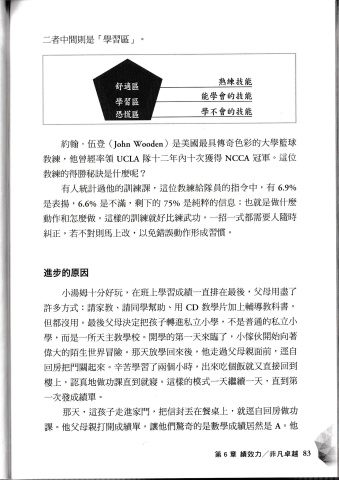 二者中間則是「學習區」。
舒適區
學習區
恐慌區
熟練技能
能學會的技能
學不會的技能
約翰．伍登（John Wooden）是美國最具傳奇色彩的大學籃球
教練，他曾經率領 UCLA 隊十二年內十次獲得 NCCA 冠軍。這位
教練的得勝秘訣是什麼呢？
有人統計過他的訓練課，這位教練給隊員的指令中，有 6.9%
是表揚，6.6% 是不滿，剩下的 75% 是純粹的信息；也就是做什麼
動作和怎麼做。這樣的訓練就好比練武功，一招一式都需要人隨時
糾正，若不對則馬上改，以免錯誤動作形成習慣。
進步的原因
小湯姆十分好玩，在班上學習成績一直排在最後，父母用盡了
許多方式：請家教、請同學幫助、用 CD 教學片加上輔導教科書，
但都沒用。最後父母決定把孩子轉進私立小學，不是普通的私立小
學，而是一所天主教學校。開學的第一天來臨了，小傢伙開始向著
偉大的陌生世界冒險。那天放學回來後，他走過父母親面前，逕自
回房把門關起來。辛苦學習了兩個小時。出來吃個飯就又直接回到
樓上，認真地做功課直到就寢。這樣的模式一天繼續一天，直到第
一次發成績單。
那天，這孩子走進家門，把信封丟在餐桌上，就逕自回房做功
課。他父母親打開成績單，讓他們驚奇的是數學成績居然是 A。他
第 6 章 績效力／非凡卓越 83